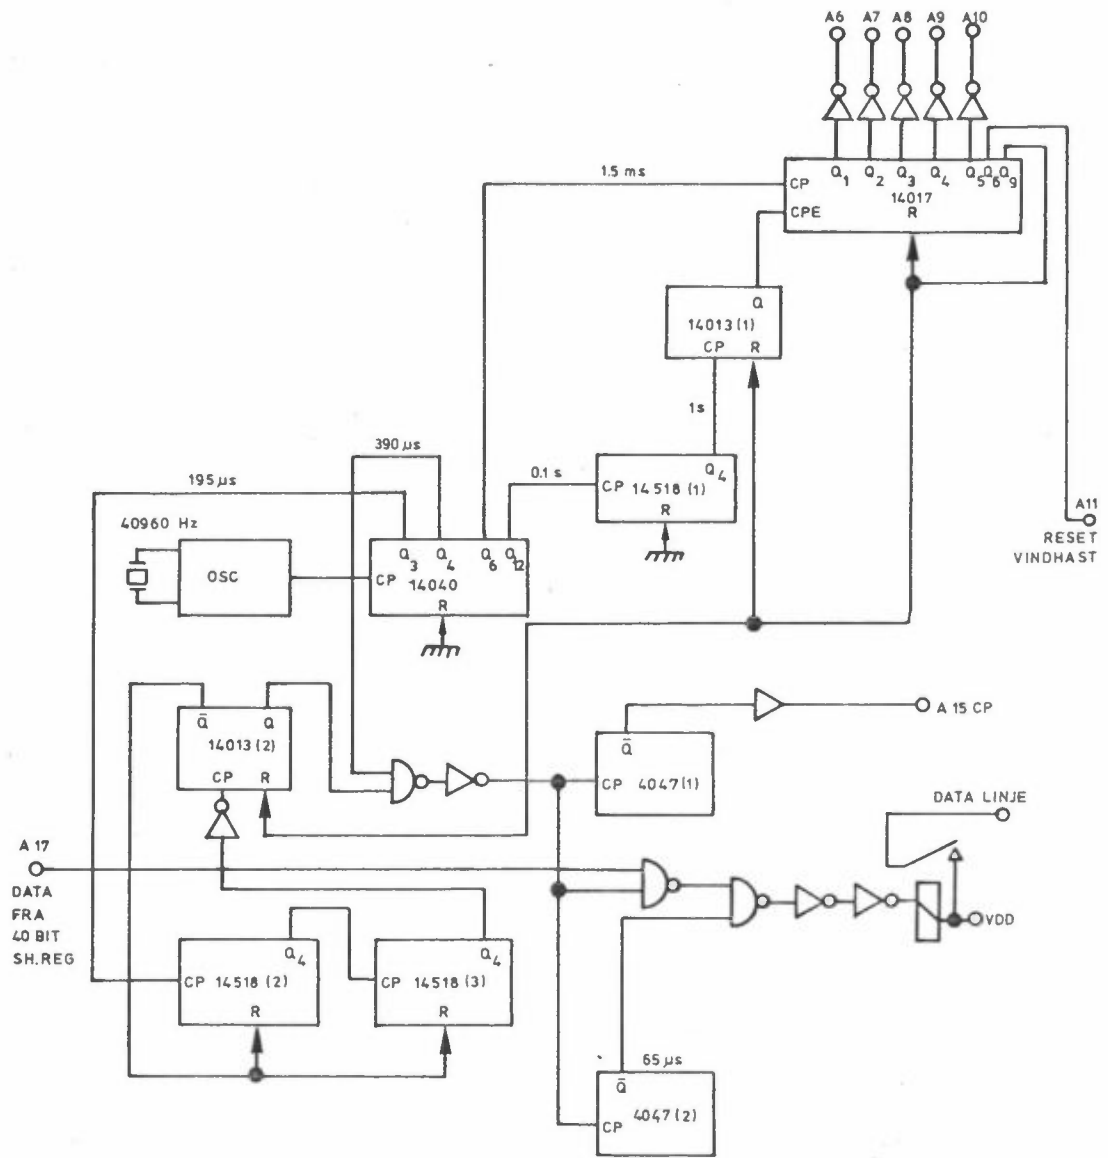 A6 A7 A8 A9 A10
1.5 ms
CP Q1 Q2 Q3 Q4 Q5 Q6 Q9
14017
CPE R
Q
14013(1)
CP R
1s
390 µs
195 µs
0.1 s
Q4
CP 14518(1)
R
A11
RESET
VINDHAST
40960 Hz
OSC
Q3 Q4 Q6 Q12
CP 14040
R
Q̄ Q
14013(2)
CP R
A 15 CP
Q̄
CP 4047(1)
DATA LINJE
A 17
DATA
FRA
40 BIT
SH.REG
VDD
Q4
CP 14518(2)
R
Q4
CP 14518(3)
R
65 µs
Q̄
CP 4047(2)